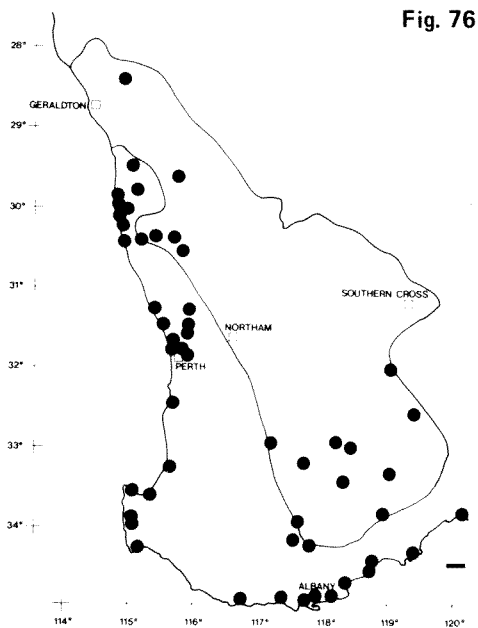 Fig. 76
28°
GERALDTON
29°
30°
31°
SOUTHERN CROSS
NORTHAM
32°
PERTH
33°
34°
ALBANY
114° 115° 116° 117° 118° 119° 120°